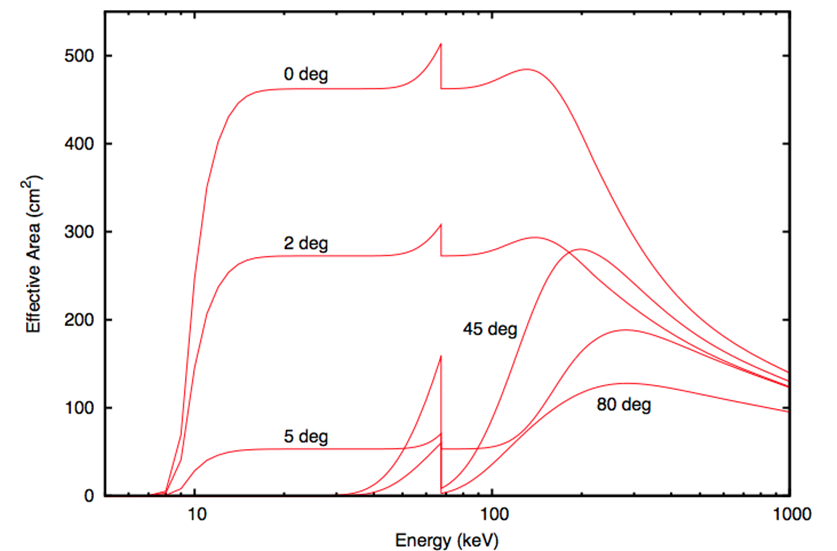 500
400
300
200
100
0
Effective Area (cm²)
0 deg
2 deg
45 deg
5 deg
80 deg
10
100
1000
Energy (keV)